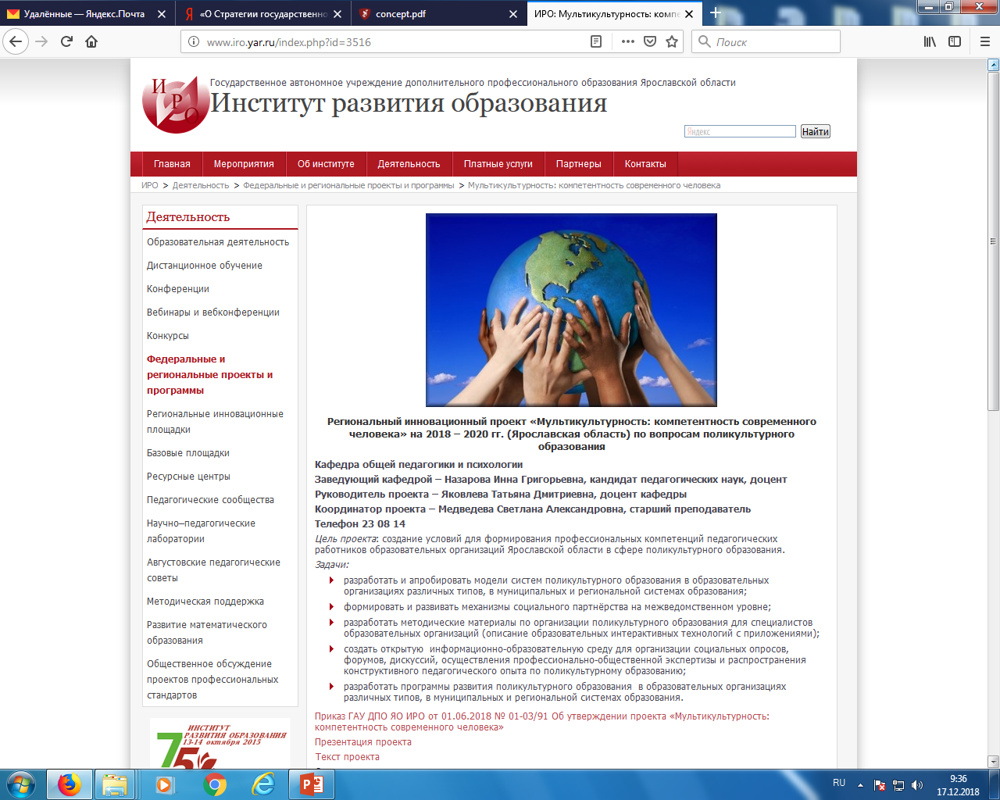 Удалённые — Яндекс.Почта
«О Стратегии государственно
concept.pdf
ИРО: Мультикультурность: компе
www.iro.yar.ru/index.php?id=3516
Поиск
ИРО
Государственное автономное учреждение дополнительного профессионального образования Ярославской области
Институт развития образования
Яндекс
Найти
Главная
Мероприятия
Об институте
Деятельность
Платные услуги
Партнеры
Контакты
ИРО > Деятельность > Федеральные и региональные проекты и программы > Мультикультурность: компетентность современного человека
Деятельность
Образовательная деятельность
Дистанционное обучение
Конференции
Вебинары и вебконференции
Конкурсы
Федеральные и
региональные проекты и
программы
Региональные инновационные
площадки
Базовые площадки
Ресурсные центры
Педагогические сообщества
Научно–педагогические
лаборатории
Августовские педагогические
советы
Методическая поддержка
Развитие математического
образования
Общественное обсуждение
проектов профессиональных
стандартов
ИНСТИТУТ
РАЗВИТИЯ ОБРАЗОВАНИЯ
13-14 октября 2015
75
Региональный инновационный проект «Мультикультурность: компетентность современного
человека» на 2018 – 2020 гг. (Ярославская область) по вопросам поликультурного
образования
Кафедра общей педагогики и психологии
Заведующий кафедрой – Назарова Инна Григорьевна, кандидат педагогических наук, доцент
Руководитель проекта – Яковлева Татьяна Дмитриевна, доцент кафедры
Координатор проекта – Медведева Светлана Александровна, старший преподаватель
Телефон 23 08 14
Цель проекта: создание условий для формирования профессиональных компетенций педагогических
работников образовательных организаций Ярославской области в сфере поликультурного образования.
Задачи:
разработать и апробировать модели систем поликультурного образования в образовательных
организациях различных типов, в муниципальных и региональной системах образования;
формировать и развивать механизмы социального партнёрства на межведомственном уровне;
разработать методические материалы по организации поликультурного образования для специалистов
образовательных организаций (описание образовательных интерактивных технологий с приложениями);
создать открытую информационно-образовательную среду для организации социальных опросов,
форумов, дискуссий, осуществления профессионально-общественной экспертизы и распространения
конструктивного педагогического опыта по поликультурному образованию;
разработать программы развития поликультурного образования в образовательных организациях
различных типов, в муниципальных и региональной системах образования.
Приказ ГАУ ДПО ЯО ИРО от 01.06.2018 № 01-03/91 Об утверждении проекта «Мультикультурность:
компетентность современного человека»
Презентация проекта
Текст проекта
RU
9:36
17.12.2018